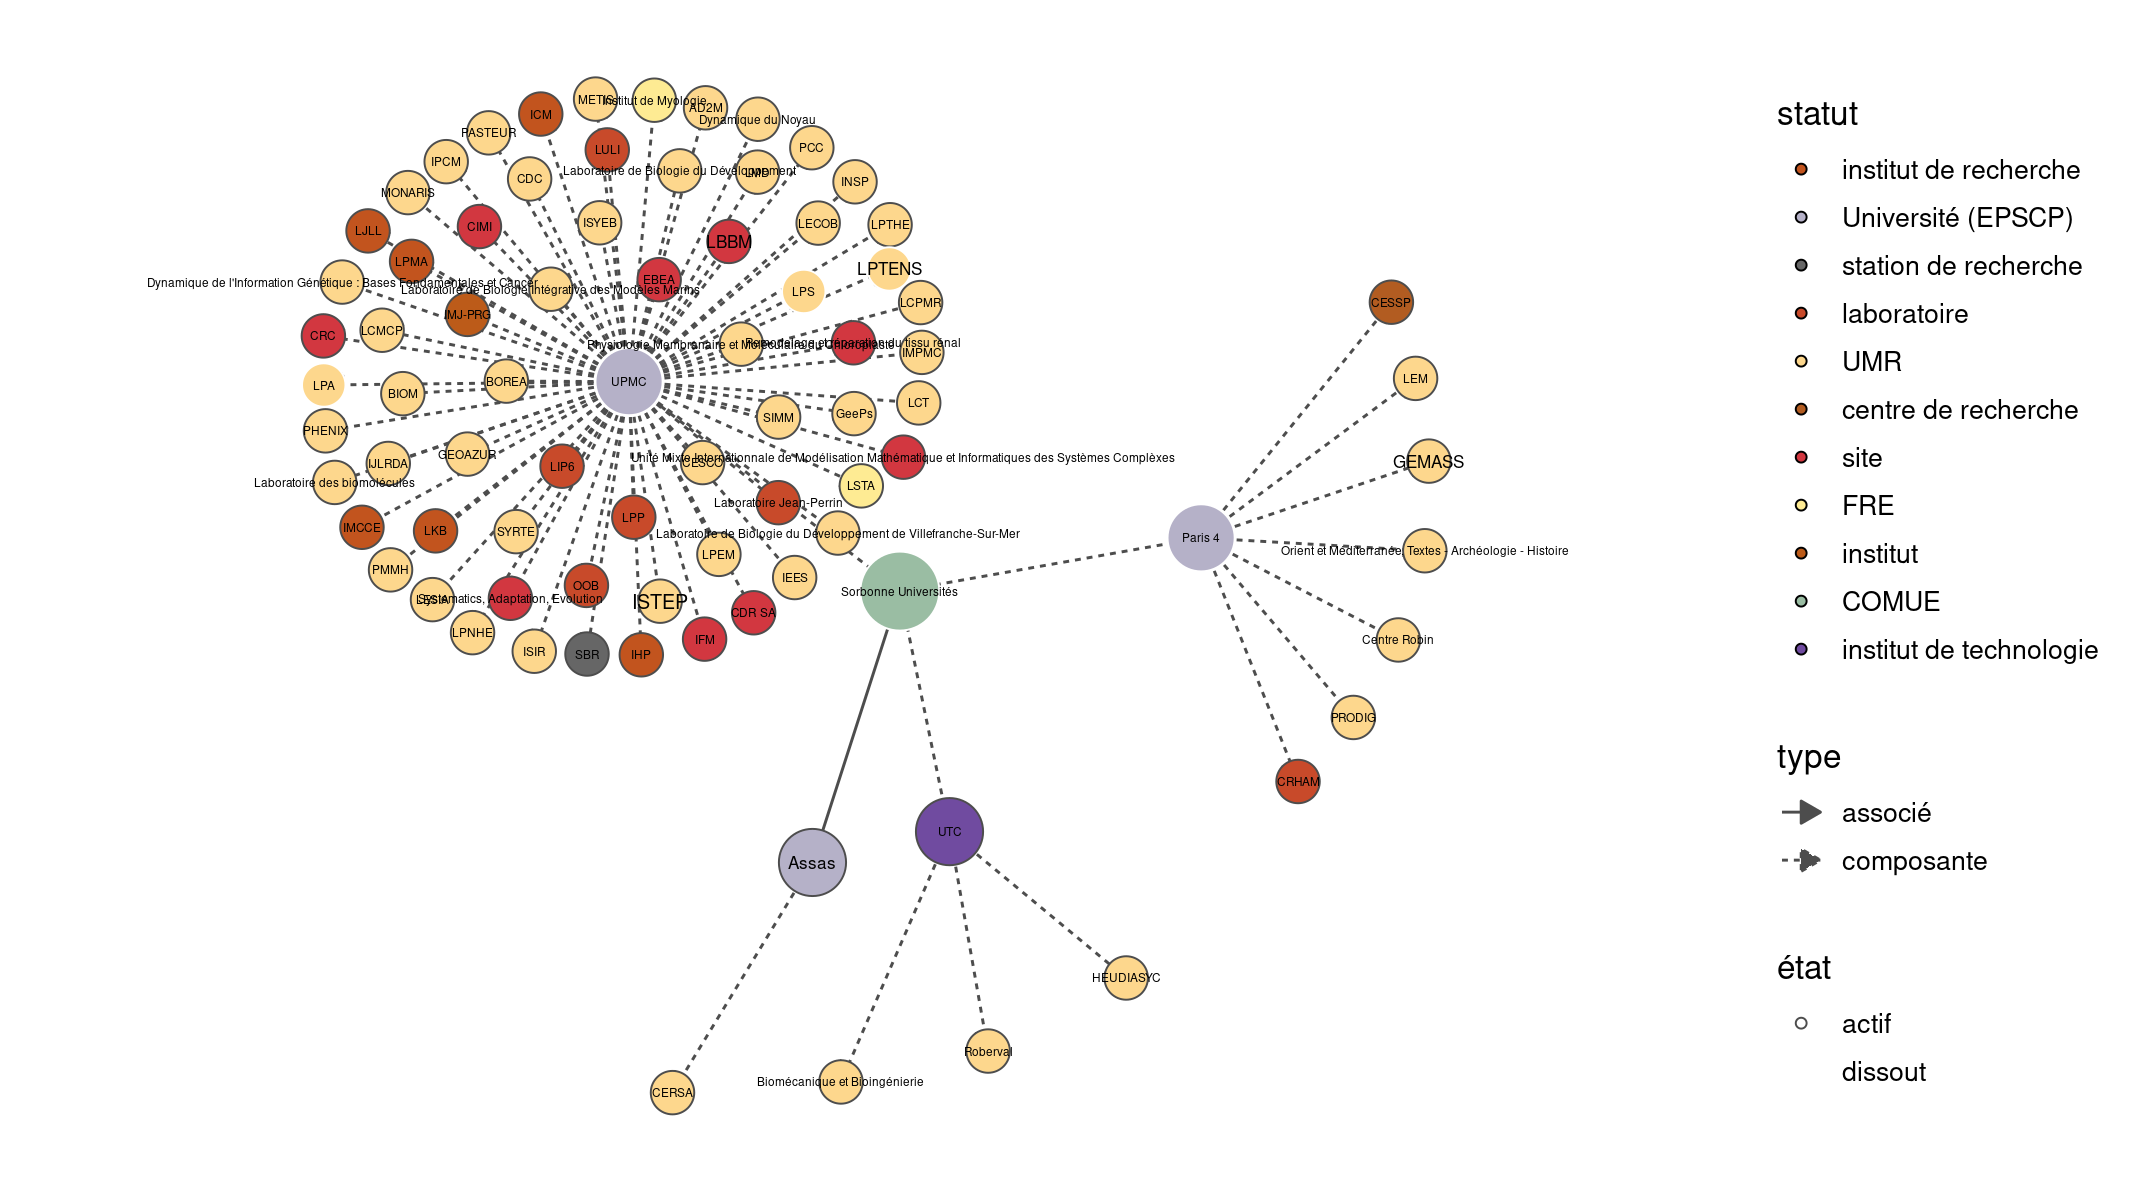 METIS
Institut de Myologie
AD2M
ICM
Dynamique du Noyau
PASTEUR
LULI
PCC
IPCM
CDC
Laboratoire de Biologie du Développement
LMD
INSP
MONARIS
ISYEB
LECOB
LPTHE
LJLL
CIMI
LBBM
LPMA
LPTENS
EBEA
Dynamique de l'Information Génétique : Bases Fondamentales et Cancer
Laboratoire de Biologie Intégrative des Modèles Marins
LPS
LCPMR
CESSP
IMJ-PRG
CRC
LCMCP
Physiologie Membranaire et Moléculaire du Chloroplaste
Remodelage et réparation du tissu rénal
IMPMC
LPA
BIOM
BOREA
UPMC
LEM
LCT
GeePs
SIMM
PHENIX
GEOAZUR
IJLRDA
LIP6
CESCO
Unité Mixte Internationnale de Modélisation Mathématique et Informatiques des Systèmes Complèxes
GEMASS
Laboratoire des biomolécules
LSTA
Laboratoire Jean-Perrin
IMCCE
LKB
SYRTE
LPP
Laboratoire de Biologie du Développement de Villefranche-Sur-Mer
Paris 4
Orient et Méditerranée, Textes - Archéologie - Histoire
PMMH
LPEM
IEES
OOB
Sorbonne Universités
LESIA
Systematics, Adaptation, Evolution
ISTEP
CDR SA
LPNHE
ISIR
SBR
IHP
IFM
Centre Robin
PRODIG
CRHAM
UTC
Assas
HEUDIASYC
Roberval
Biomécanique et Bioingénierie
CERSA
statut
institut de recherche
Université (EPSCP)
station de recherche
laboratoire
UMR
centre de recherche
site
FRE
institut
COMUE
institut de technologie
type
associé
composante
état
actif
dissout